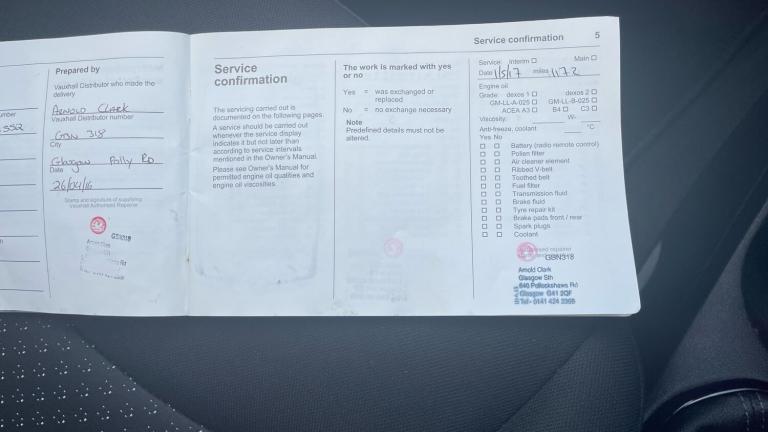 Prepared by
Vauxhall Distributor who made the
delivery
Arnold Clark
Vauxhall Distributor number
GBN 318
City
Glasgow Polly RD
Date
26/04/16
Stamp and signature of supplying
Vauxhall Authorised Repairer
GBN318
Service
confirmation
The servicing carried out is
documented on the following pages.
A service should be carried out
whenever the service display
indicates it but not later than
according to service intervals
mentioned in the Owner's Manual.
Please see Owner's Manual for
permitted engine oil qualities and
engine oil viscosities.
The work is marked with yes
or no
Yes = was exchanged or
replaced
No = no exchange necessary
Note
Predefined details must not be
altered.
Service confirmation 5
Service: Interim Main
Date 1/5/17 miles 1172
Engine oil
Grade: dexos 1 dexos 2
GM-LL-A-025 GM-LL-B-025
ACEA A3 B4 C3
Viscosity: W-
Anti-freeze, coolant °C
Yes No
Battery (radio remote control)
Pollen filter
Air cleaner element
Ribbed V-belt
Toothed belt
Fuel filter
Transmission fluid
Brake fluid
Tyre repair kit
Brake pads front / rear
Spark plugs
Coolant
repairer
GBN318
Arnold Clark
Glasgow Sth
640 Pollokshaws Rd
Glasgow G41 2QF
Tel - 0141 424 3366